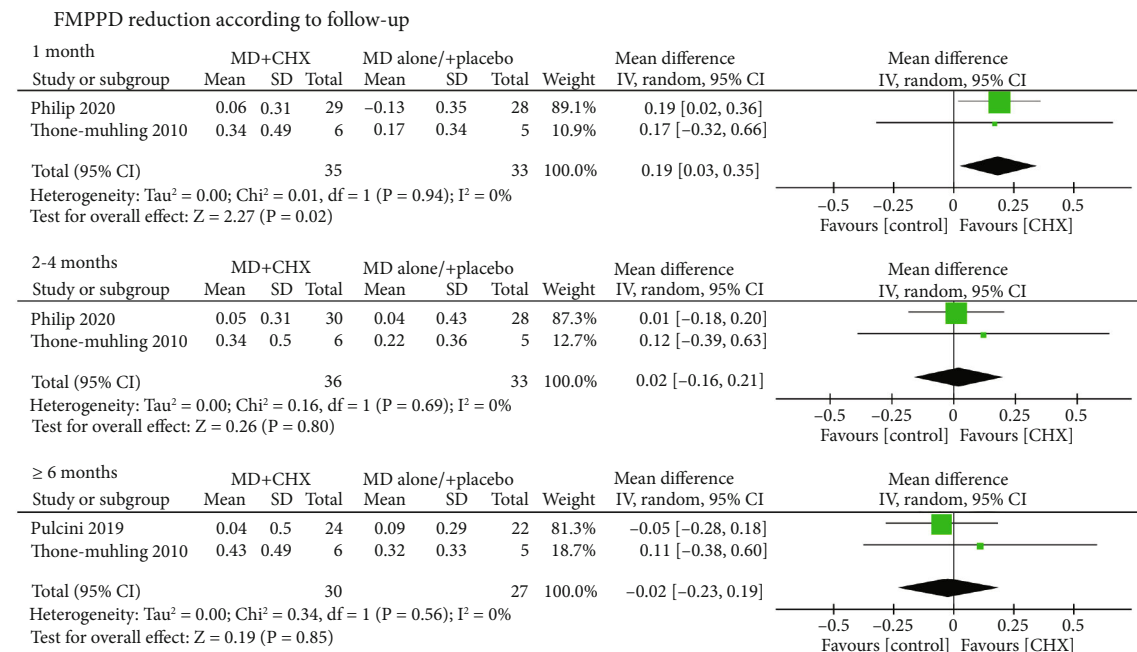 FMPPD reduction according to follow-up
1 month MD+CHX MD alone/+placebo Mean difference Mean difference
Study or subgroup Mean SD Total Mean SD Total Weight IV, random, 95% CI IV, random, 95% CI
Philip 2020 0.06 0.31 29 −0.13 0.35 28 89.1% 0.19 [0.02, 0.36]
Thone-muhling 2010 0.34 0.49 6 0.17 0.34 5 10.9% 0.17 [−0.32, 0.66]
Total (95% CI) 35 33 100.0% 0.19 [0.03, 0.35]
Heterogeneity: Tau² = 0.00; Chi² = 0.01, df = 1 (P = 0.94); I² = 0%
Test for overall effect: Z = 2.27 (P = 0.02)
−0.5 −0.25 0 0.25 0.5
Favours [control] Favours [CHX]
2-4 months MD+CHX MD alone/+placebo Mean difference Mean difference
Study or subgroup Mean SD Total Mean SD Total Weight IV, random, 95% CI IV, random, 95% CI
Philip 2020 0.05 0.31 30 0.04 0.43 28 87.3% 0.01 [−0.18, 0.20]
Thone-muhling 2010 0.34 0.5 6 0.22 0.36 5 12.7% 0.12 [−0.39, 0.63]
Total (95% CI) 36 33 100.0% 0.02 [−0.16, 0.21]
Heterogeneity: Tau² = 0.00; Chi² = 0.16, df = 1 (P = 0.69); I² = 0%
Test for overall effect: Z = 0.26 (P = 0.80)
−0.5 −0.25 0 0.25 0.5
Favours [control] Favours [CHX]
≥ 6 months MD+CHX MD alone/+placebo Mean difference Mean difference
Study or subgroup Mean SD Total Mean SD Total Weight IV, random, 95% CI IV, random, 95% CI
Pulcini 2019 0.04 0.5 24 0.09 0.29 22 81.3% −0.05 [−0.28, 0.18]
Thone-muhling 2010 0.43 0.49 6 0.32 0.33 5 18.7% 0.11 [−0.38, 0.60]
Total (95% CI) 30 27 100.0% −0.02 [−0.23, 0.19]
Heterogeneity: Tau² = 0.00; Chi² = 0.34, df = 1 (P = 0.56); I² = 0%
Test for overall effect: Z = 0.19 (P = 0.85)
−0.5 −0.25 0 0.25 0.5
Favours [control] Favours [CHX]